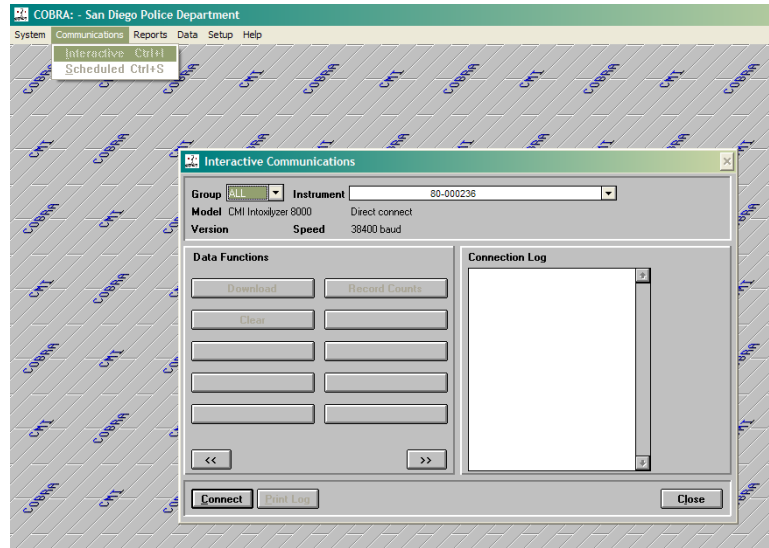 COBRA: - San Diego Police Department
System Communications Reports Data Setup Help
Interactive Ctrl+I
Scheduled Ctrl+S
Interactive Communications
Group ALL Instrument 80-000236
Model CMI Intoxilyzer 8000 Direct connect
Version Speed 38400 baud
Data Functions Connection Log
Download Record Counts
Clear
<< >>
Connect Print Log Close